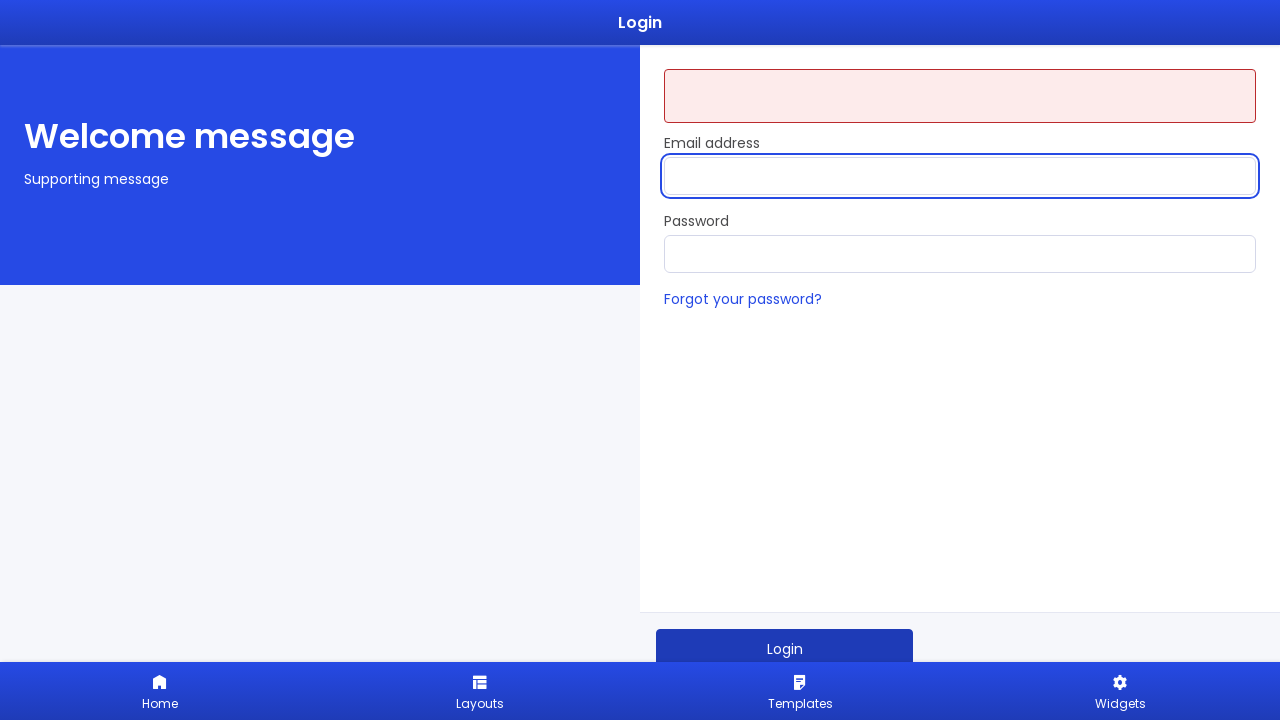 Login
Welcome message
Supporting message
Email address
Password
Forgot your password?
Login
Home
Layouts
Templates
Widgets